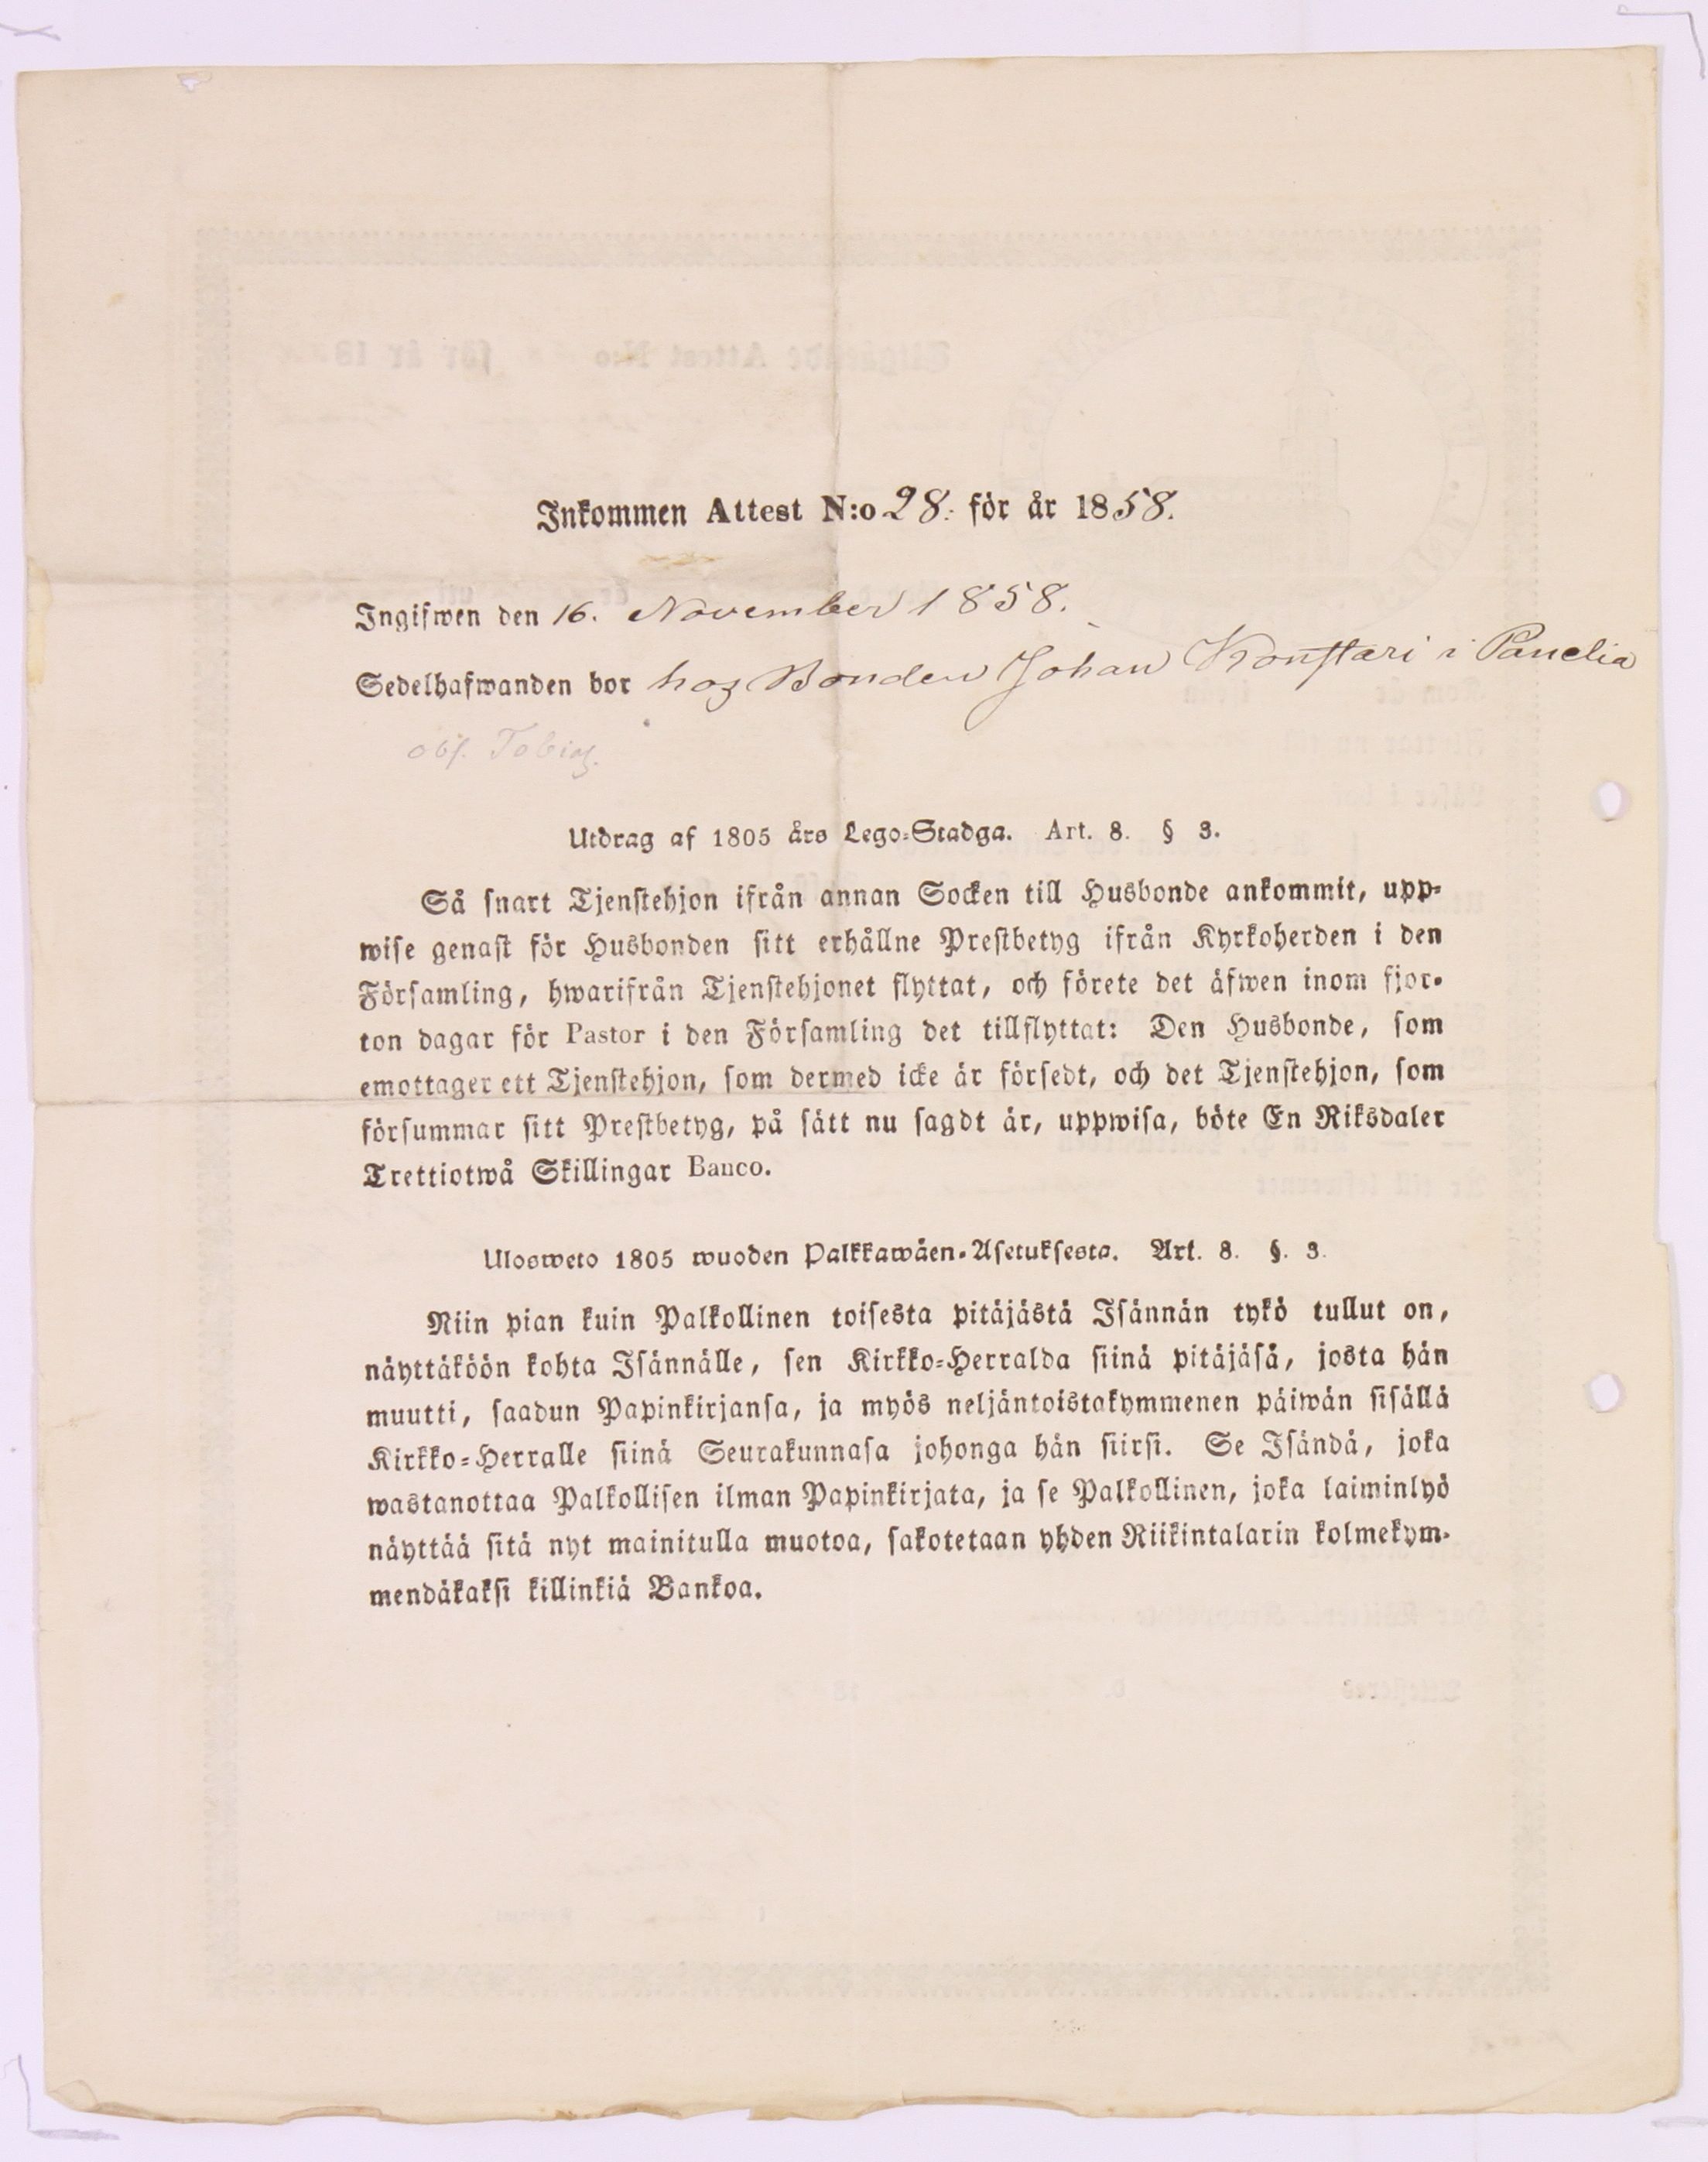 Inkommen Attest N:o 28. för år 1858.
Ingifwen den 16. November 1858.
Sedelhafwanden bor hos Bonden Johan Konstari i Panelia
obs. Tobias.
Utdrag af 1805 års Lego-Stadga. Art. 8. § 3.
Så snart Tjenstehjon ifrån annan Socken till Husbonde ankommit, upp-
wise genast för Husbonden sitt erhållne Prestbetyg ifrån Kyrkoherden i den
Församling, hwarifrån Tjenstehjonet flyttat, och förete det äfwen inom fjor-
ton dagar för Pastor i den Församling det tillflyttat: Den Husbonde, som
emottager ett Tjenstehjon, som dermed icke är försedt, och det Tjenstehjon, som
försummar sitt Prestbetyg, på sätt nu sagdt är, uppwisa, böte En Riksdaler
Trettiotwå Skillingar Banco.
Ulosweto 1805 wuoden Palkkawäen-Asetuksesta. Art. 8. §. 3.
Niin pian kuin Palkollinen toisesta pitäjästä Isännän tykö tullut on,
näyttäköön kohta Isännälle, sen Kirkko-Herralda siinä pitäjäsä, josta hän
muutti, saadun Papinkirjansa, ja myös neljäntoistakymmenen päiwän sisällä
Kirkko-Herralle siinä Seurakunnasa johonga hän siirsi. Se Isändä, joka
wastanottaa Palkollisen ilman Papinkirjata, ja se Palkollinen, joka laiminlyö
näyttää sitä nyt mainitulla muotoa, sakotetaan yhden Riikintalarin kolmekym-
mendäkaksi killinkiä Bankoa.